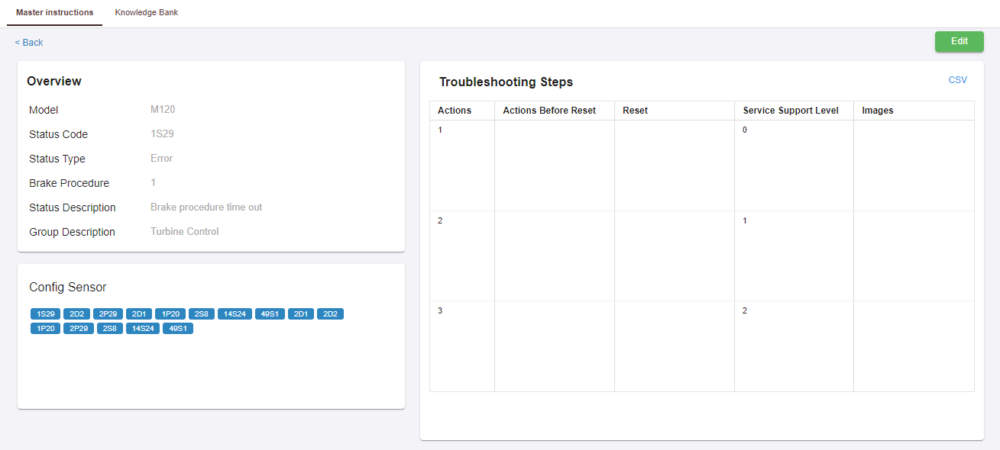 Master instructions Knowledge Bank
< Back
Edit
Overview
Model M120
Status Code 1S29
Status Type Error
Brake Procedure 1
Status Description Brake procedure time out
Group Description Turbine Control
Config Sensor
1S29 2D2 2P29 2D1 1P20 2S8 14S24 49S1 2D1 2D2
1P20 2P29 2S8 14S24 49S1
Troubleshooting Steps CSV
Actions Actions Before Reset Reset Service Support Level Images
1 0
2 1
3 2